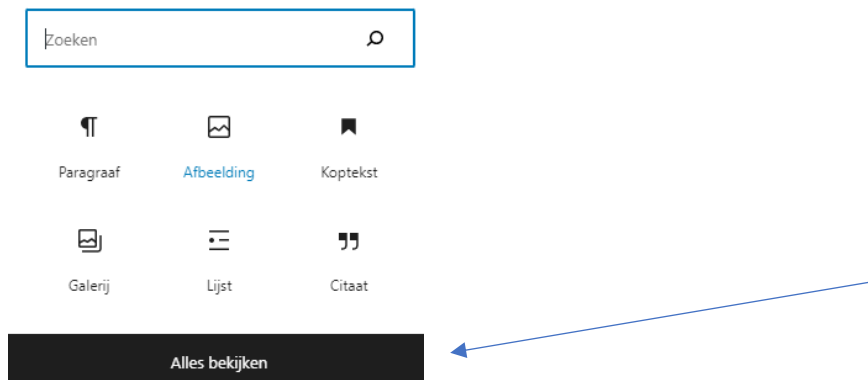 Zoeken
Paragraaf Afbeelding Koptekst
Galerij Lijst Citaat
Alles bekijken